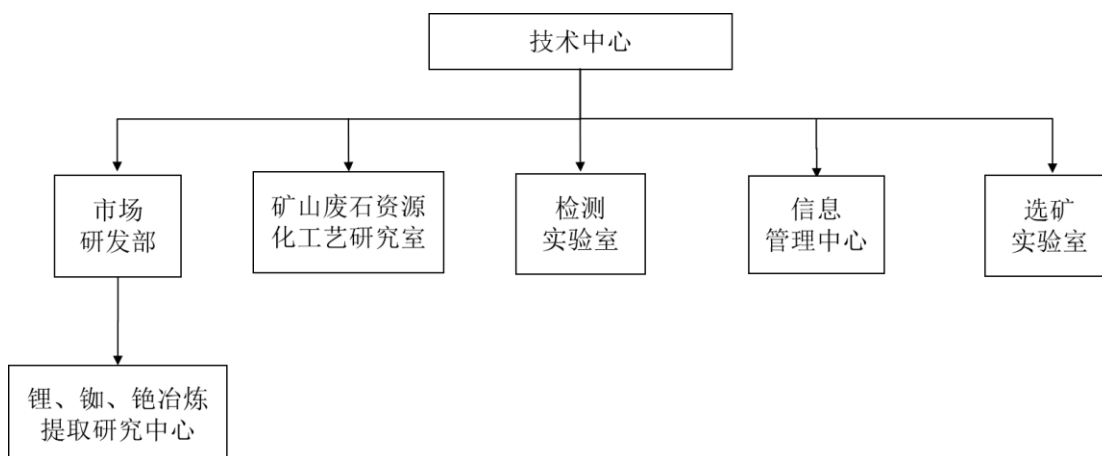 技术中心
市场
研发部
矿山废石资源
化工艺研究室
检测
实验室
信息
管理中心
选矿
实验室
锂、铷、铯冶炼
提取研究中心